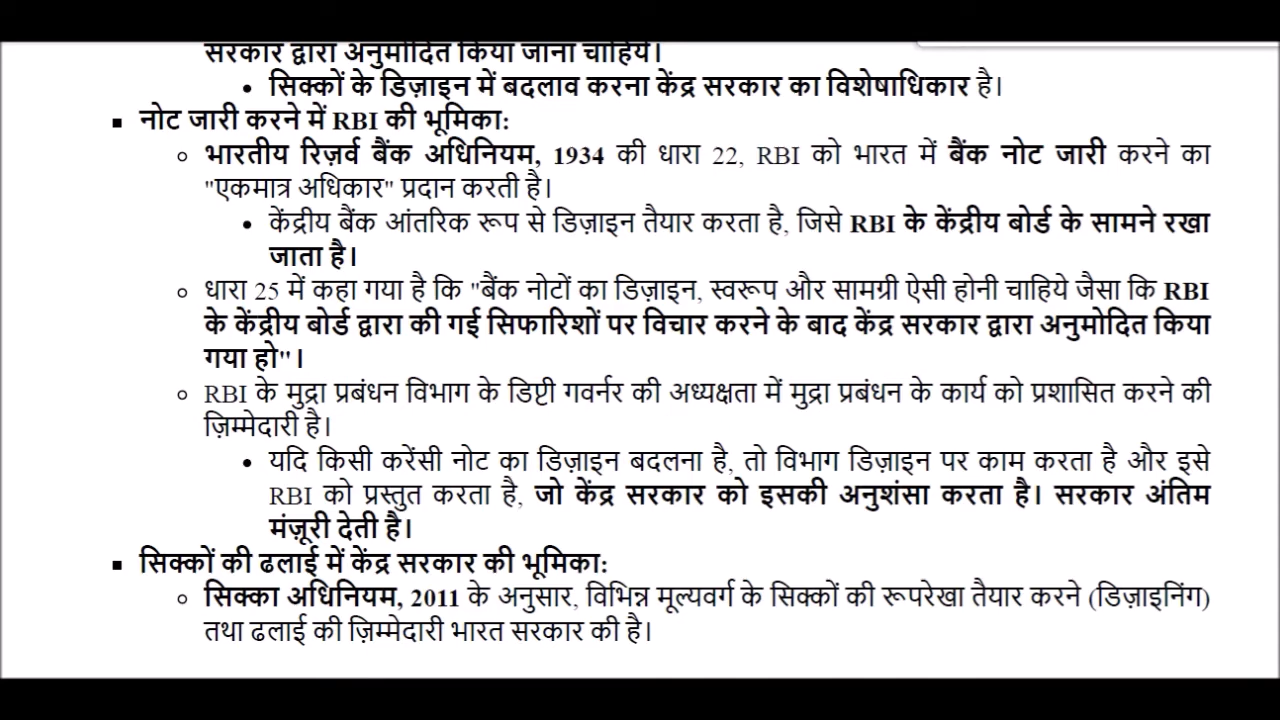 सरकार द्वारा अनुमोदित किया जाना चाहिये।
• सिक्कों के डिज़ाइन में बदलाव करना केंद्र सरकार का विशेषाधिकार है।
▪ नोट जारी करने में RBI की भूमिका:
○ भारतीय रिज़र्व बैंक अधिनियम, 1934 की धारा 22, RBI को भारत में बैंक नोट जारी करने का
"एकमात्र अधिकार" प्रदान करती है।
• केंद्रीय बैंक आंतरिक रूप से डिज़ाइन तैयार करता है, जिसे RBI के केंद्रीय बोर्ड के सामने रखा
जाता है।
○ धारा 25 में कहा गया है कि "बैंक नोटों का डिज़ाइन, स्वरूप और सामग्री ऐसी होनी चाहिये जैसा कि RBI
के केंद्रीय बोर्ड द्वारा की गई सिफारिशों पर विचार करने के बाद केंद्र सरकार द्वारा अनुमोदित किया
गया हो"।
○ RBI के मुद्रा प्रबंधन विभाग के डिप्टी गवर्नर की अध्यक्षता में मुद्रा प्रबंधन के कार्य को प्रशासित करने की
ज़िम्मेदारी है।
• यदि किसी करेंसी नोट का डिज़ाइन बदलना है, तो विभाग डिज़ाइन पर काम करता है और इसे
RBI को प्रस्तुत करता है, जो केंद्र सरकार को इसकी अनुशंसा करता है। सरकार अंतिम
मंज़ूरी देती है।
▪ सिक्कों की ढलाई में केंद्र सरकार की भूमिका:
○ सिक्का अधिनियम, 2011 के अनुसार, विभिन्न मूल्यवर्ग के सिक्कों की रूपरेखा तैयार करने (डिज़ाइनिंग)
तथा ढलाई की ज़िम्मेदारी भारत सरकार की है।